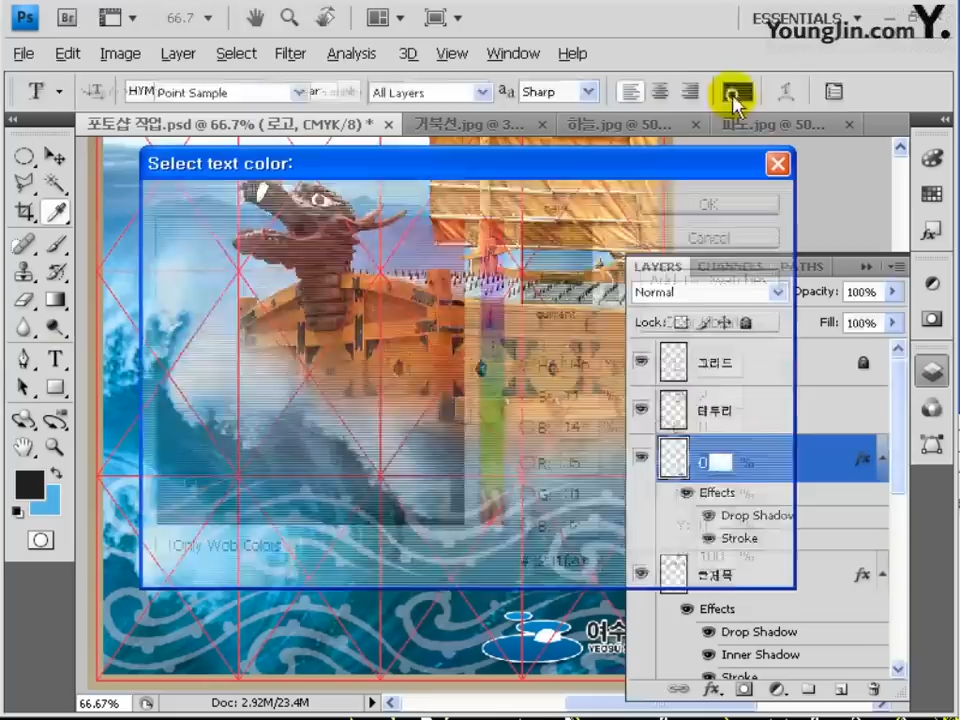 Ps Br 66.7 ESSENTIALS
YoungJin.com Y.
File Edit Image Layer Select Filter Analysis 3D View Window Help
T HYM Point Sample All Layers aa Sharp
포토샵 작업.psd @ 66.7% ( 로고, CMYK/8) * 거북선.jpg @ 3... 하늘.jpg @ 50... 파도.jpg @ 50...
Select text color:
OK
Cancel
LAYERS CHANNELS PATHS
Normal Opacity: 100%
Lock: Fill: 100%
그리드
테두리
Effects
Drop Shadow
Stroke
Only Web Colors
Effects
Drop Shadow
Inner Shadow
Stroke
여수
YEOSU
66.67% Doc: 2.92M/23.4M